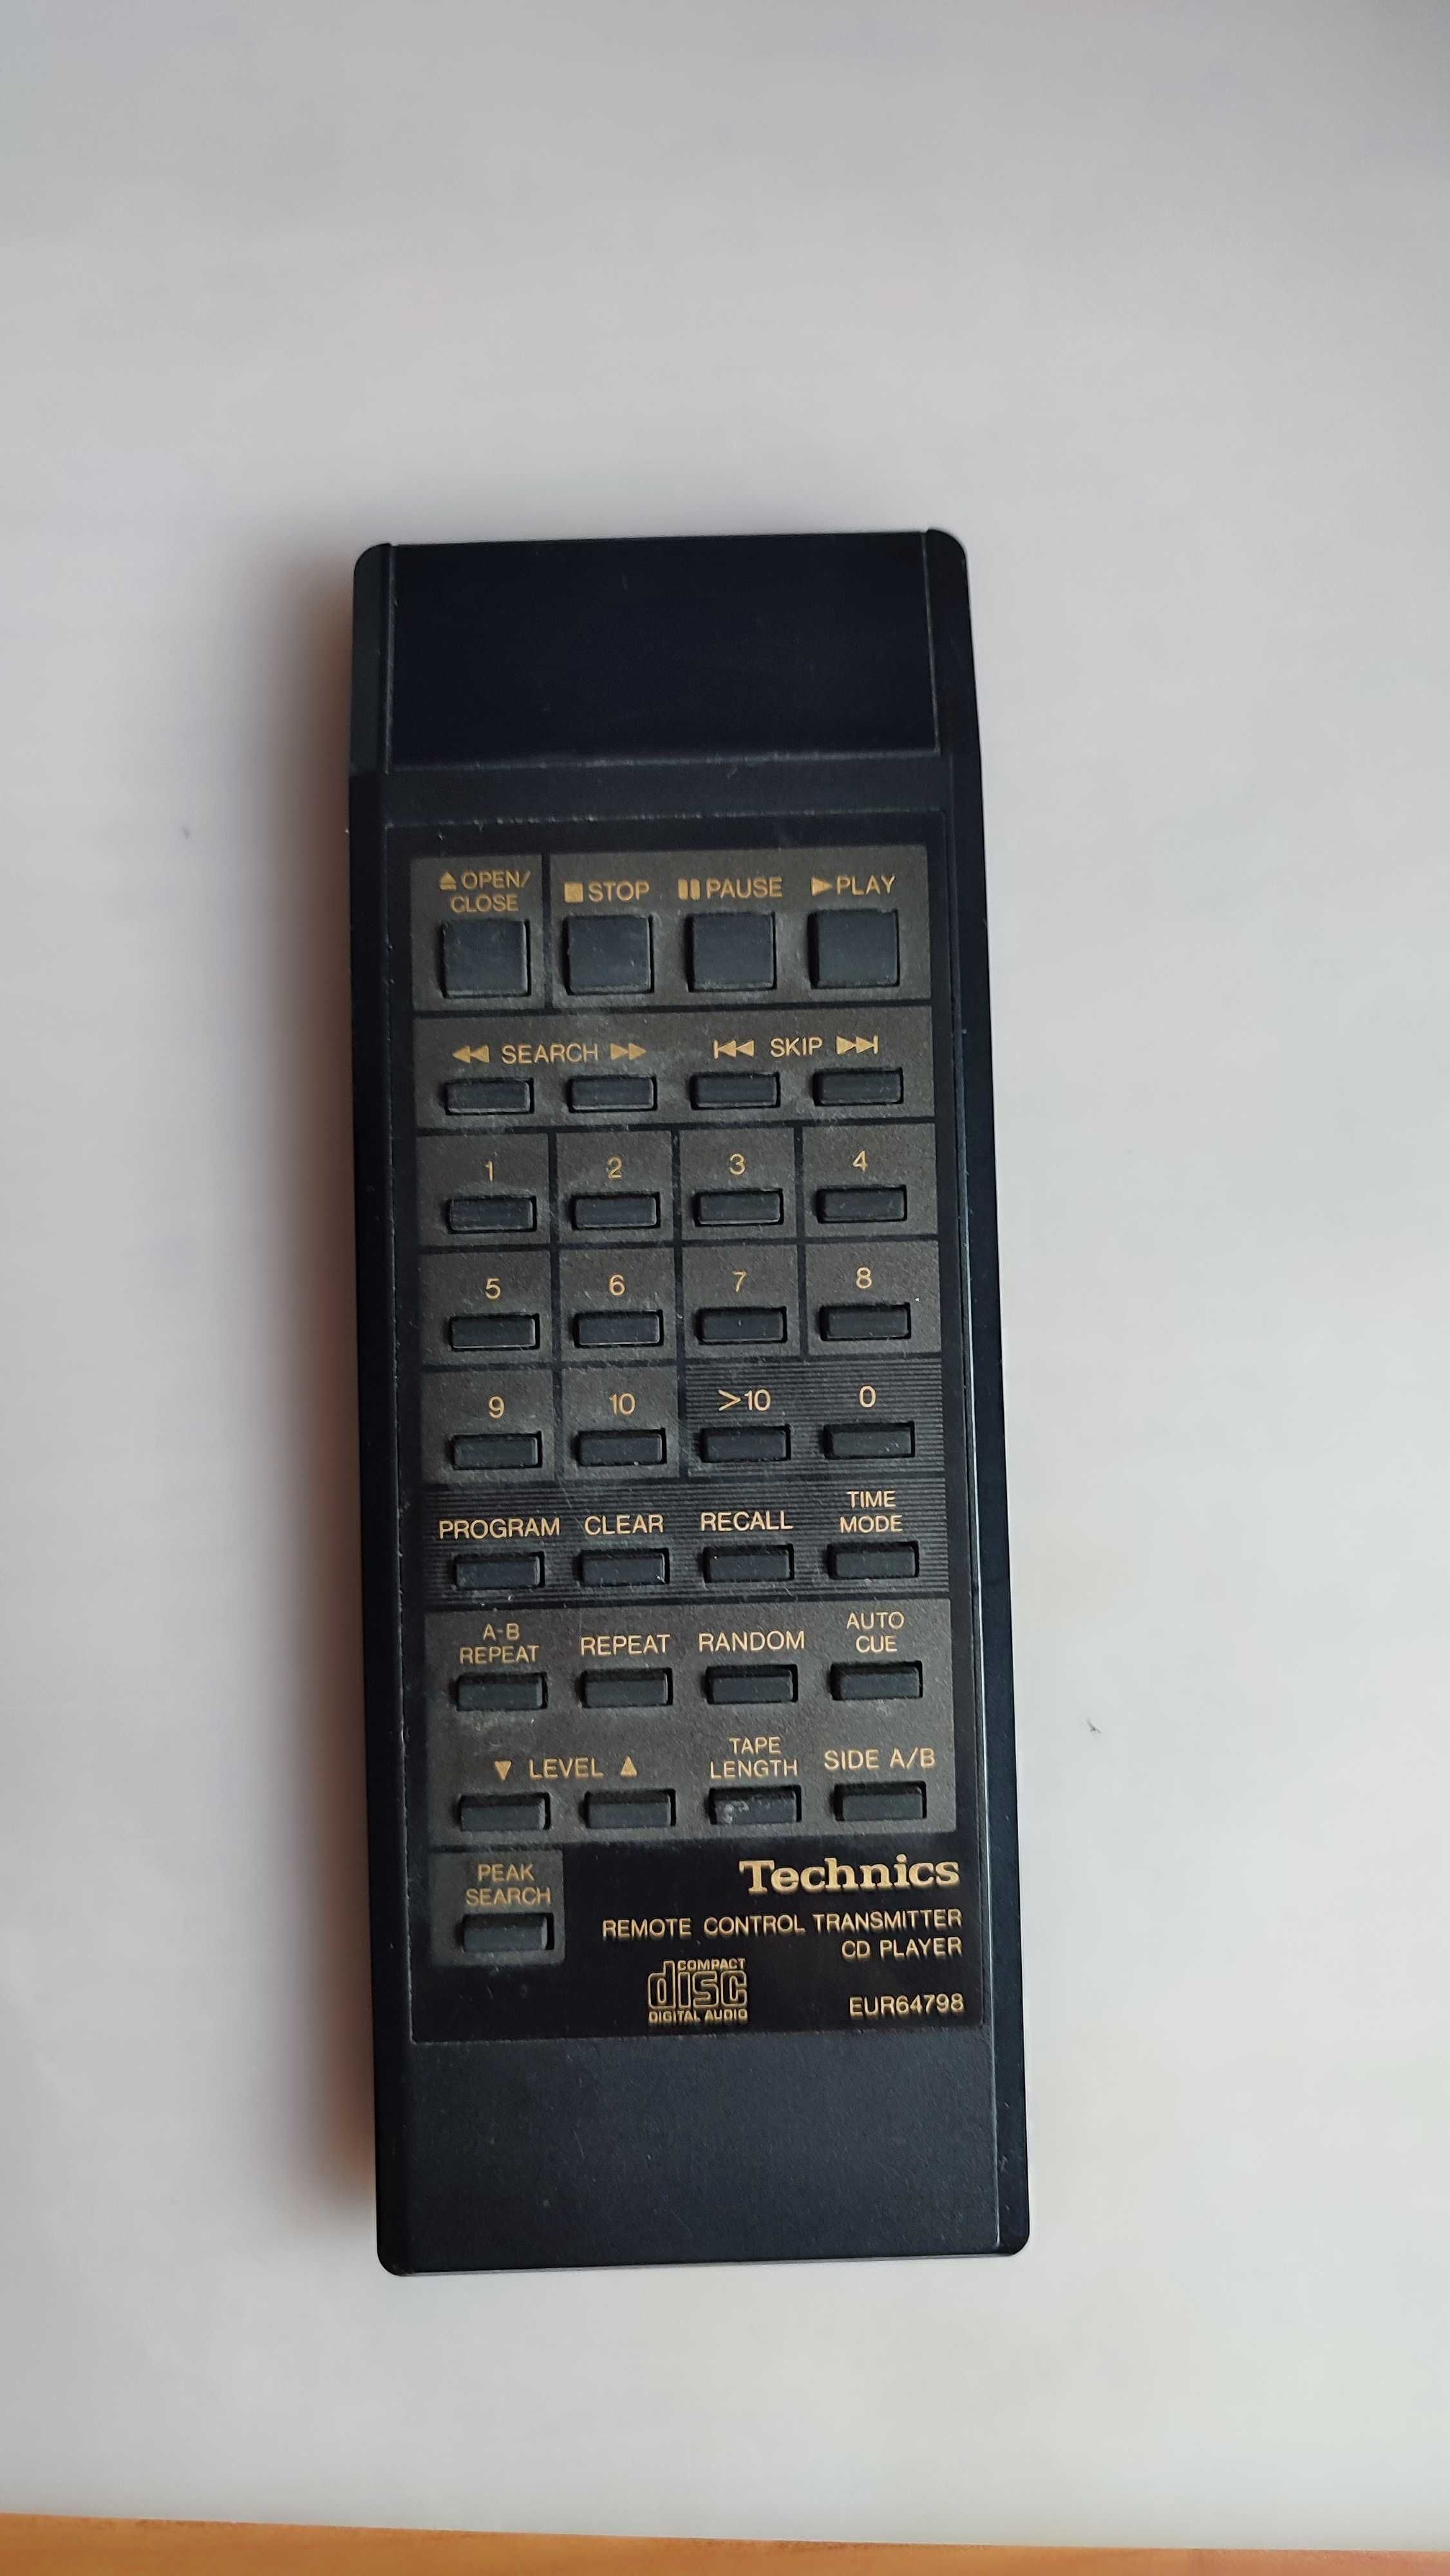 ⏏ OPEN/
CLOSE
■ STOP
▮▮ PAUSE
▶ PLAY
◀◀ SEARCH ▶▶
|◀◀ SKIP ▶▶|
1 2 3 4
5 6 7 8
9 10 >10 0
PROGRAM CLEAR RECALL
TIME
MODE
A-B
REPEAT
REPEAT RANDOM
AUTO
CUE
▼ LEVEL ▲
TAPE
LENGTH
SIDE A/B
PEAK
SEARCH
Technics
REMOTE CONTROL TRANSMITTER
CD PLAYER
COMPACT
disc
DIGITAL AUDIO
EUR64798